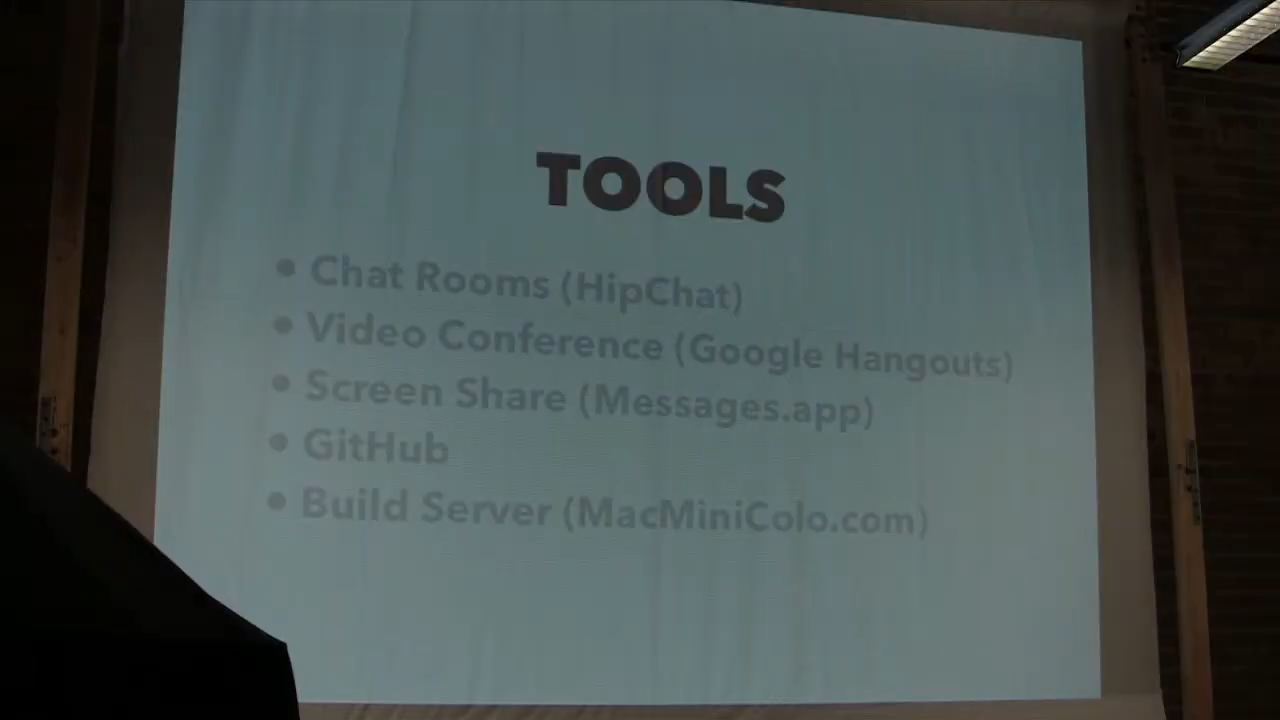 TOOLS
• Chat Rooms (HipChat)
• Video Conference (Google Hangouts)
• Screen Share (Messages.app)
• GitHub
• Build Server (MacMiniColo.com)